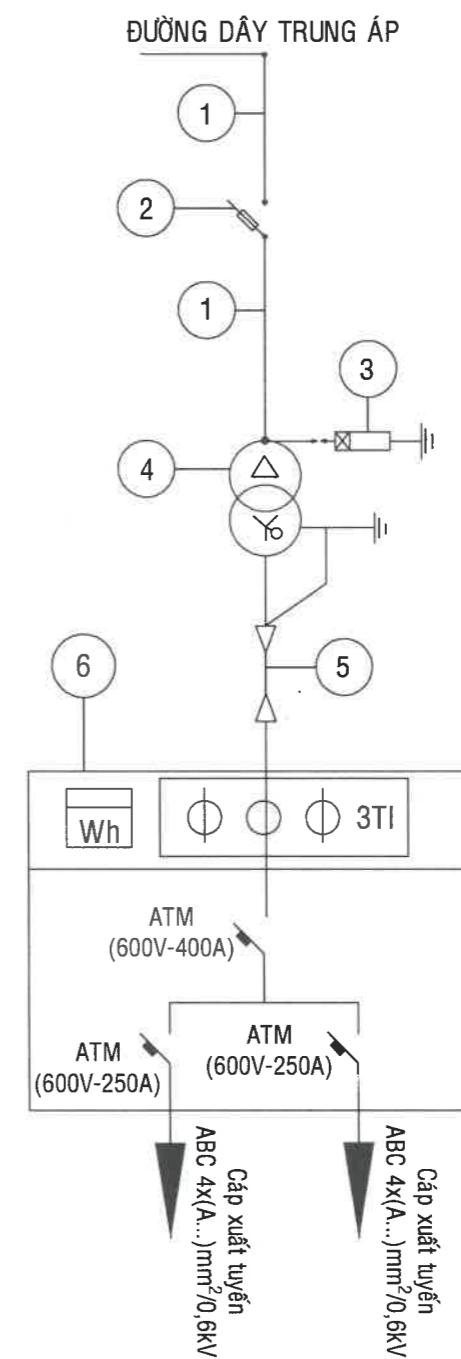 ĐƯỜNG DÂY TRUNG ÁP
1
2
1
3
4
5
6
Wh
3TI
ATM
(600V-400A)
ATM
(600V-250A)
ATM
(600V-250A)
Cáp xuất tuyến
ABC 4x(A...)mm²/0,6kV
Cáp xuất tuyến
ABC 4x(A...)mm²/0,6kV